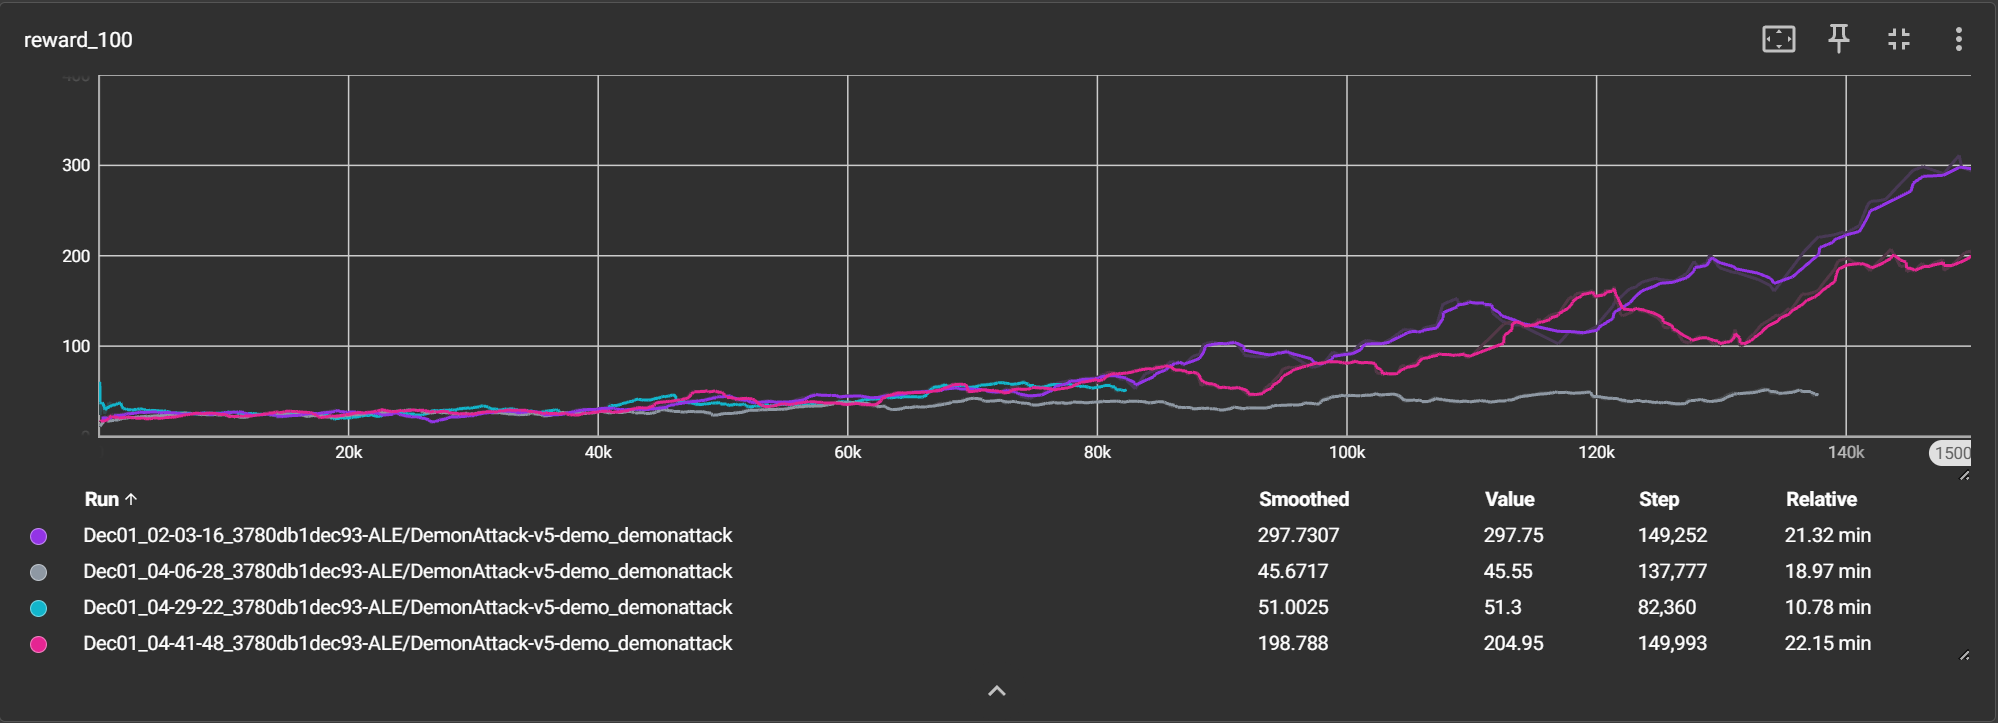 reward_100
400
300
200
100
0
20k 40k 60k 80k 100k 120k 140k 1500
Run ↑ Smoothed Value Step Relative
Dec01_02-03-16_3780db1dec93-ALE/DemonAttack-v5-demo_demonattack 297.7307 297.75 149,252 21.32 min
Dec01_04-06-28_3780db1dec93-ALE/DemonAttack-v5-demo_demonattack 45.6717 45.55 137,777 18.97 min
Dec01_04-29-22_3780db1dec93-ALE/DemonAttack-v5-demo_demonattack 51.0025 51.3 82,360 10.78 min
Dec01_04-41-48_3780db1dec93-ALE/DemonAttack-v5-demo_demonattack 198.788 204.95 149,993 22.15 min